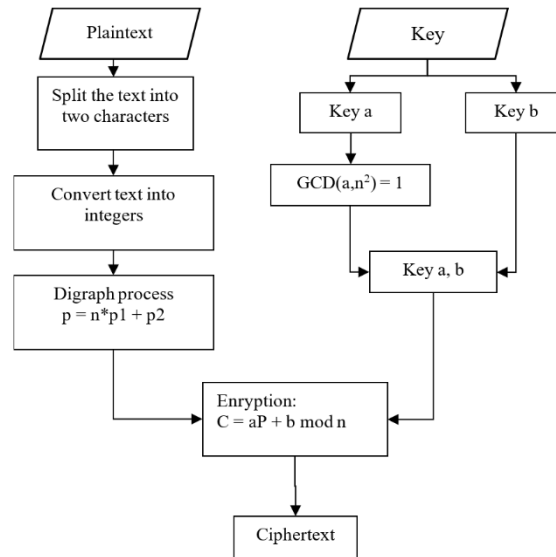 Plaintext
Key
Split the text into
two characters
Key a
Key b
Convert text into
integers
GCD(a,n²) = 1
Digraph process
p = n*p1 + p2
Key a, b
Enryption:
C = aP + b mod n
Ciphertext